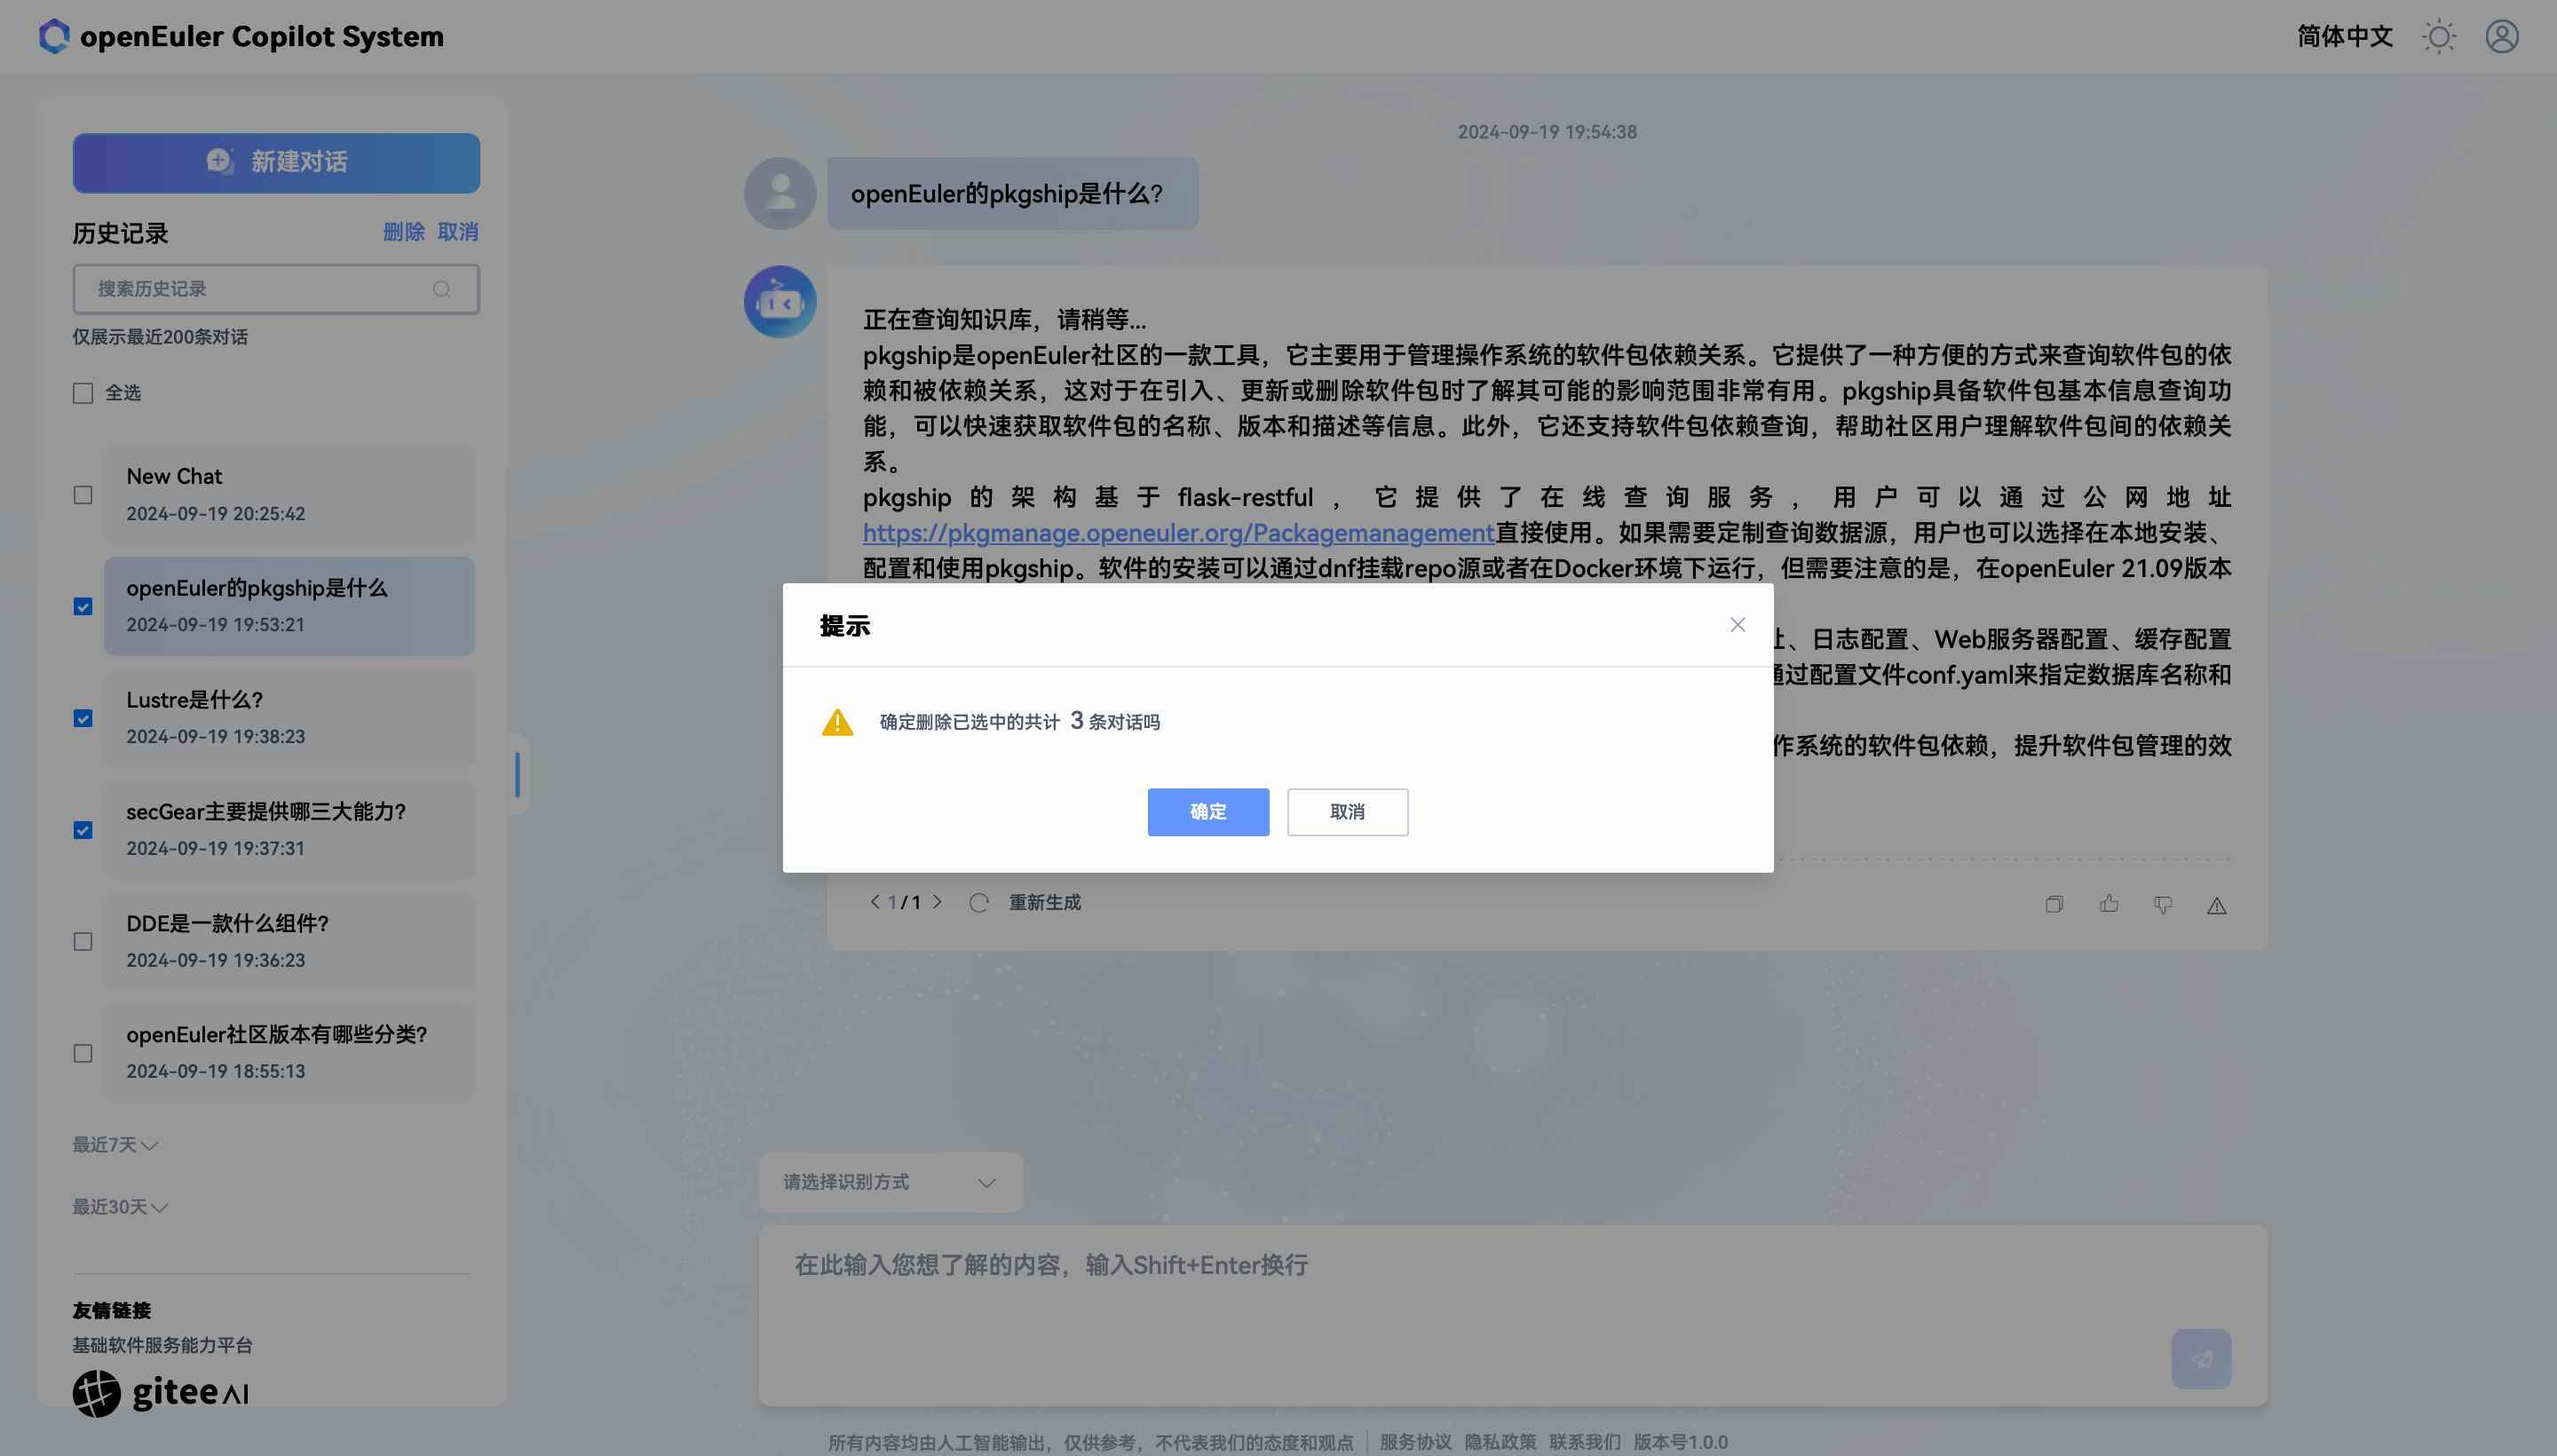 openEuler Copilot System
简体中文
新建对话
历史记录
删除 取消
搜索历史记录
仅展示最近200条对话
全选
New Chat
2024-09-19 20:25:42
openEuler的pkgship是什么
2024-09-19 19:53:21
Lustre是什么?
2024-09-19 19:38:23
secGear主要提供哪三大能力?
2024-09-19 19:37:31
DDE是一款什么组件?
2024-09-19 19:36:23
openEuler社区版本有哪些分类?
2024-09-19 18:55:13
最近7天
最近30天
友情链接
基础软件服务能力平台
gitee AI
2024-09-19 19:54:38
openEuler的pkgship是什么?
正在查询知识库，请稍等...
pkgship是openEuler社区的一款工具，它主要用于管理操作系统的软件包依赖关系。它提供了一种方便的方式来查询软件包的依
赖和被依赖关系，这对于在引入、更新或删除软件包时了解其可能的影响范围非常有用。pkgship具备软件包基本信息查询功
能，可以快速获取软件包的名称、版本和描述等信息。此外，它还支持软件包依赖查询，帮助社区用户理解软件包间的依赖关
系。
pkgship的架构基于flask-restful，它提供了在线查询服务，用户可以通过公网地址
https://pkgmanage.openeuler.org/Packagemanagement直接使用。如果需要定制查询数据源，用户也可以选择在本地安装、
配置和使用pkgship。软件的安装可以通过dnf挂载repo源或者在Docker环境下运行，但需要注意的是，在openEuler 21.09版本
、日志配置、Web服务器配置、缓存配置
过配置文件conf.yaml来指定数据库名称和
作系统的软件包依赖，提升软件包管理的效
提示
确定删除已选中的共计 3 条对话吗
确定
取消
1/1
重新生成
请选择识别方式
在此输入您想了解的内容，输入Shift+Enter换行
所有内容均由人工智能输出，仅供参考，不代表我们的态度和观点 | 服务协议 隐私政策 联系我们 版本号1.0.0